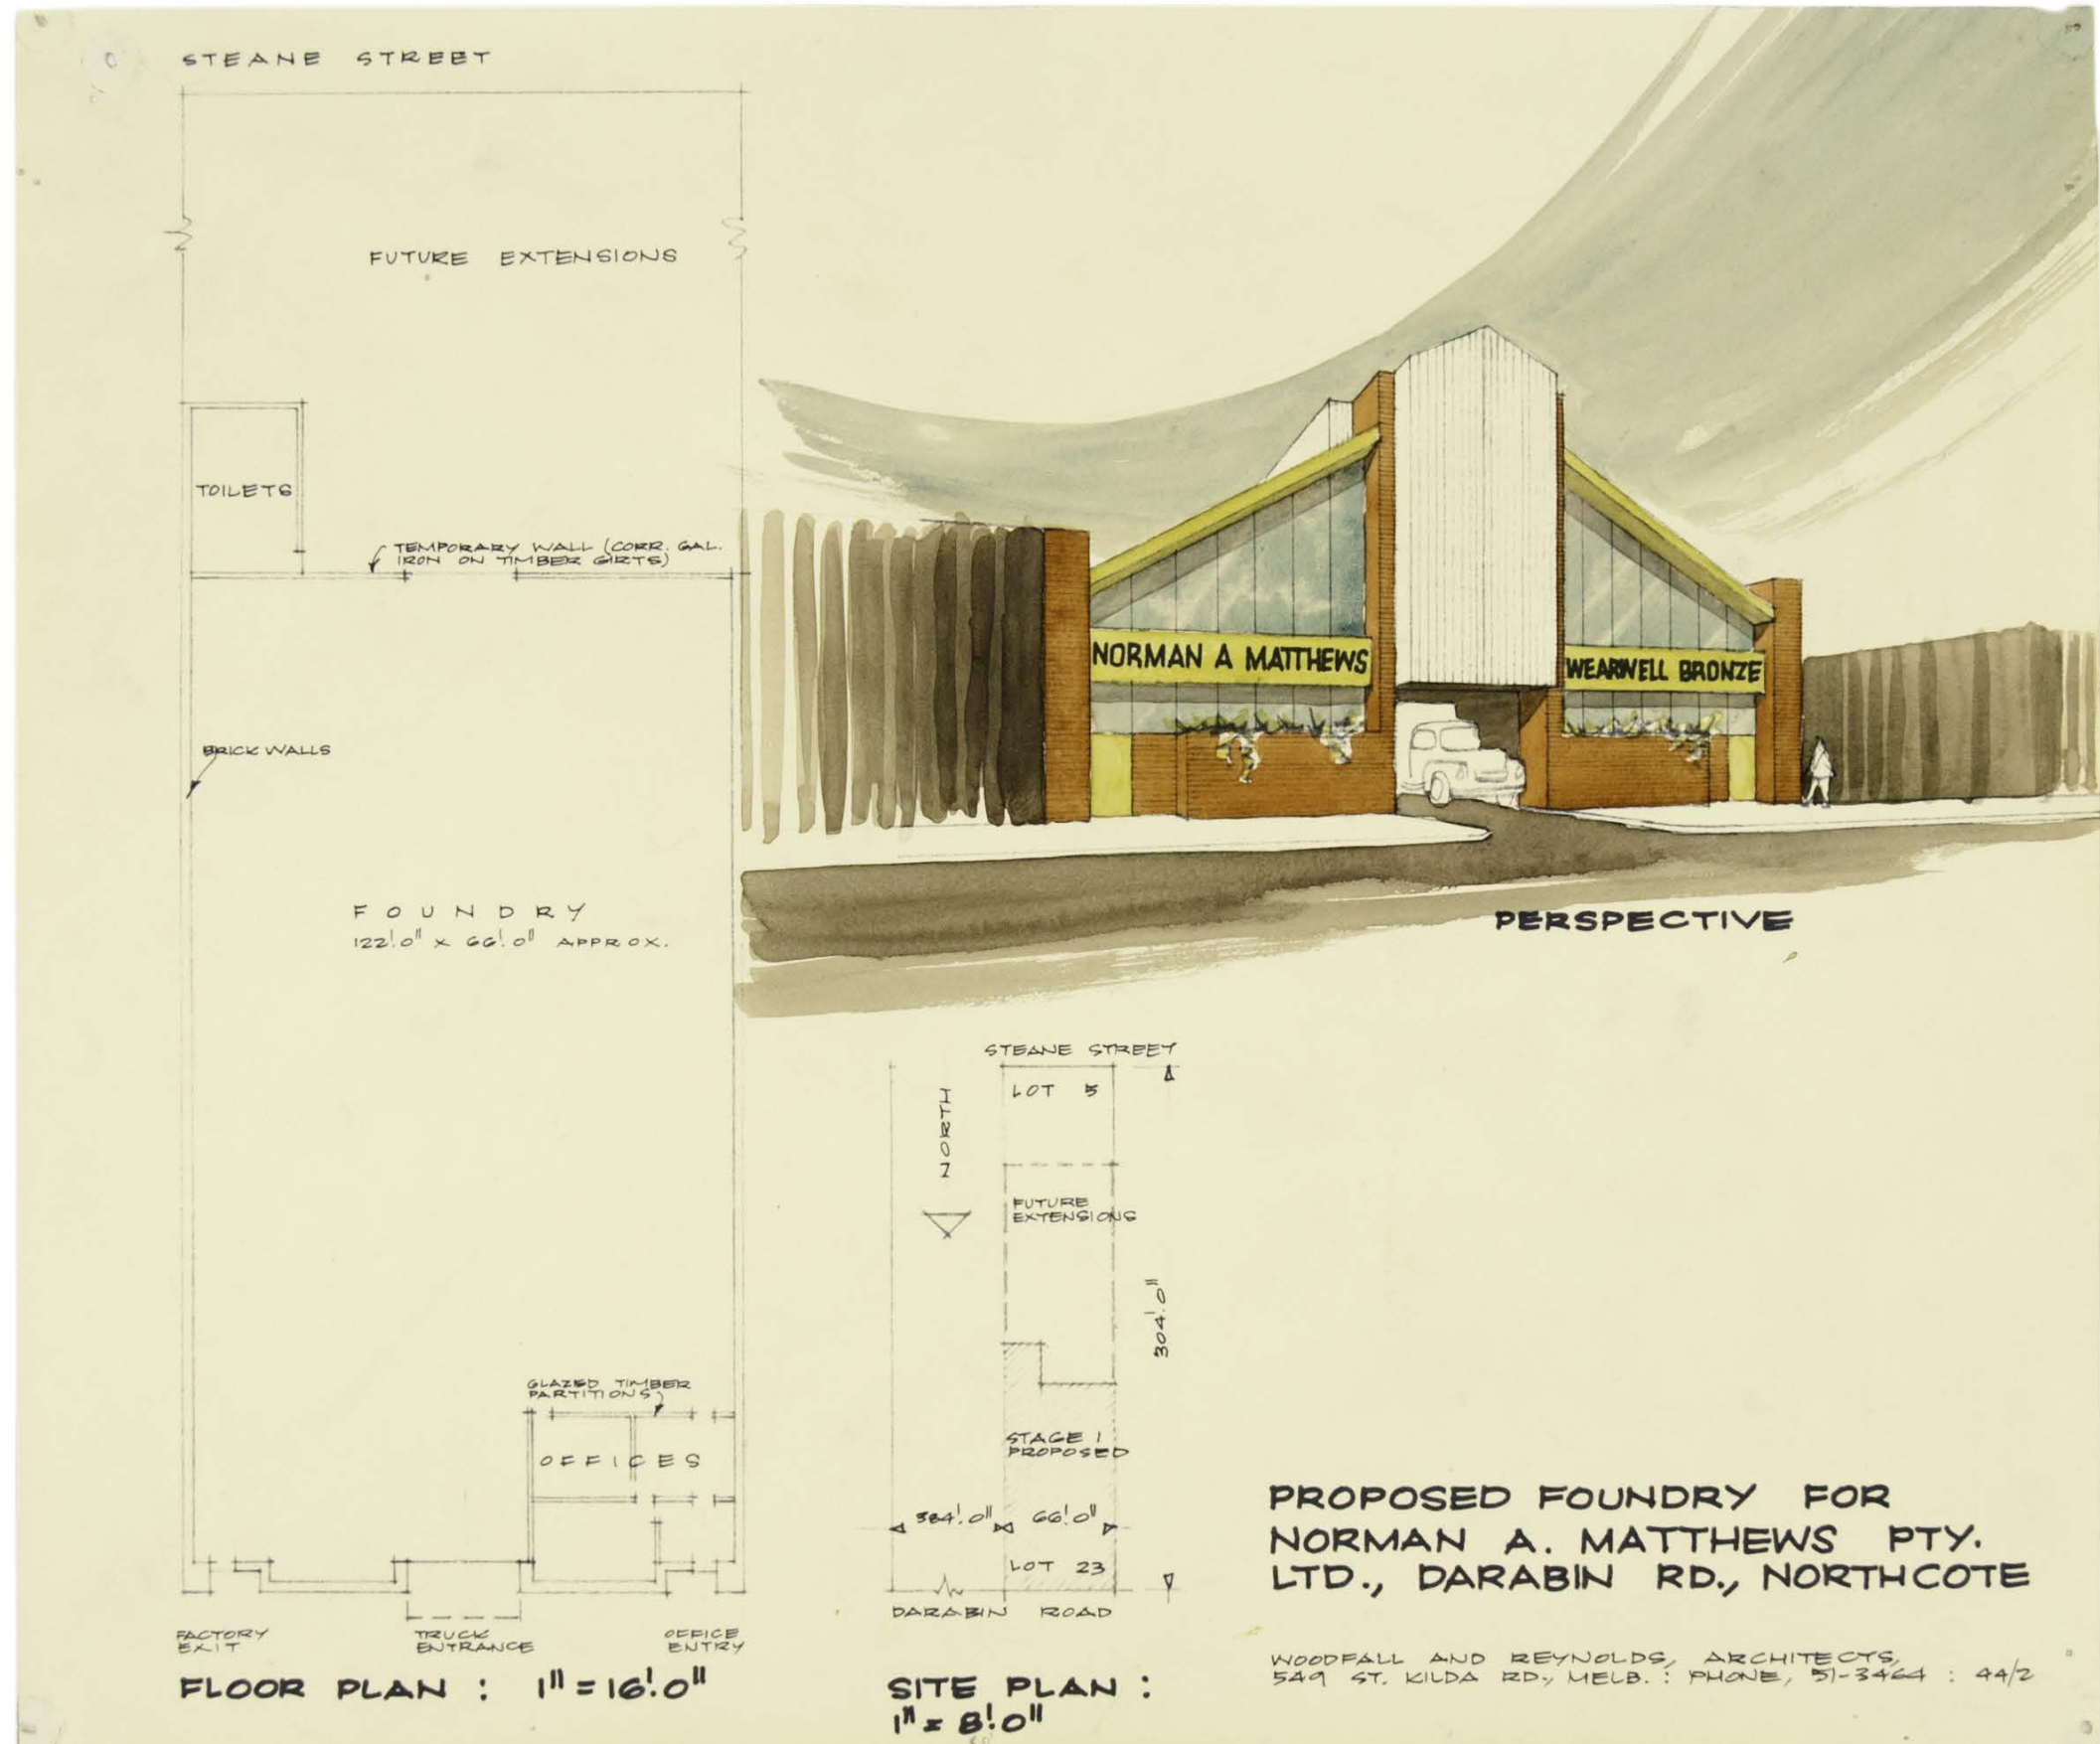 STEANE STREET
FUTURE EXTENSIONS
TOILETS
TEMPORARY WALL (CORR. GAL.
IRON ON TIMBER GIRTS)
BRICK WALLS
FOUNDRY
122'.0" x 66'.0" APPROX.
GLAZED TIMBER
PARTITIONS
OFFICES
FACTORY
EXIT
TRUCK
ENTRANCE
OFFICE
ENTRY
FLOOR PLAN : 1"=16'.0"
NORMAN A MATTHEWS
WEARWELL BRONZE
PERSPECTIVE
STEANE STREET
LOT 5
NORTH
FUTURE
EXTENSIONS
304'.0"
STAGE 1
PROPOSED
384'.0" 66'.0"
LOT 23
DARABIN ROAD
SITE PLAN :
1" = 8'.0"
PROPOSED FOUNDRY FOR
NORMAN A. MATTHEWS PTY.
LTD., DARABIN RD., NORTHCOTE
WOODFALL AND REYNOLDS, ARCHITECTS,
549 ST. KILDA RD., MELB. : PHONE, 51-3464 : 44/2